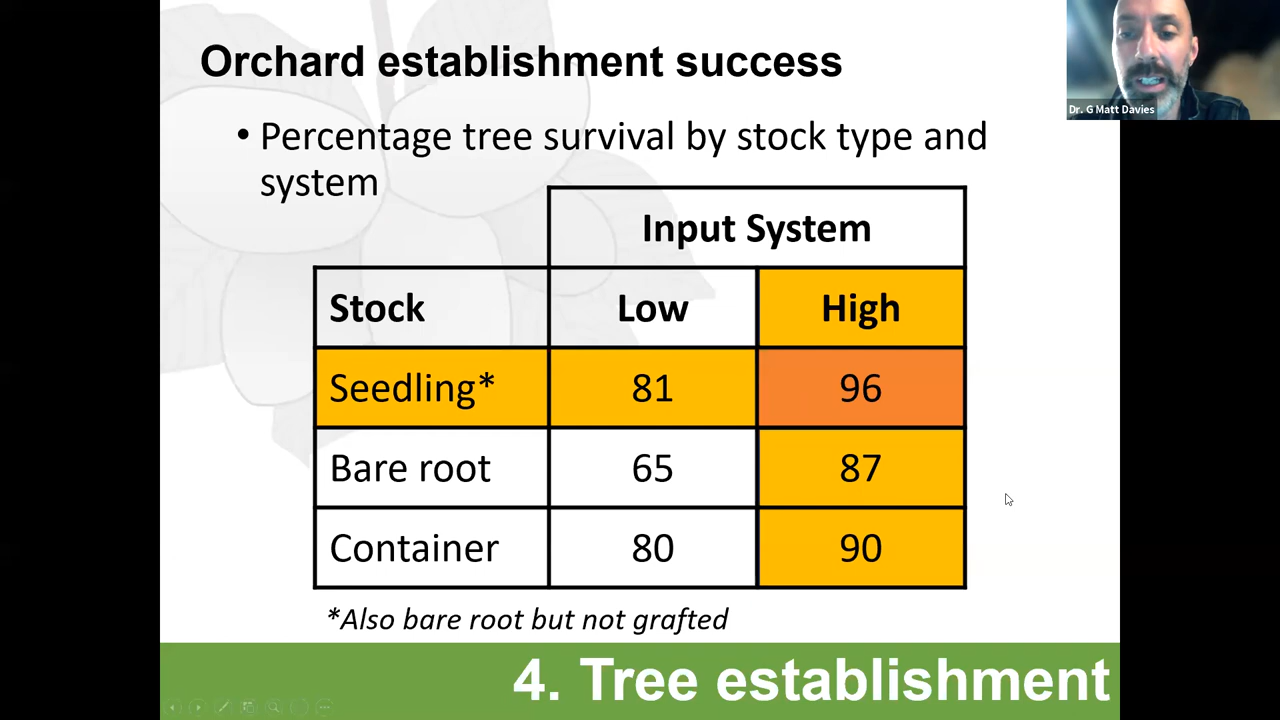 Orchard establishment success
Dr. G Matt Davies
• Percentage tree survival by stock type and
system
Input System
Stock Low High
Seedling* 81 96
Bare root 65 87
Container 80 90
*Also bare root but not grafted
4. Tree establishment